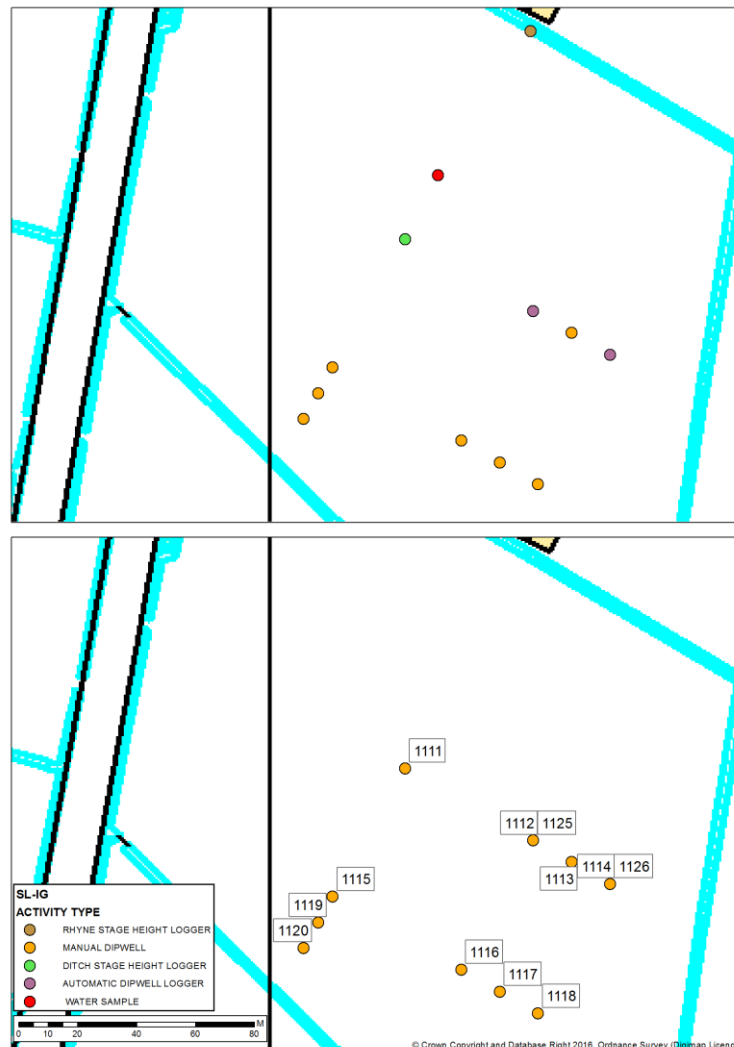 1111
1112 1125
1114 1126
1113
1115
1119
1120
1116
1117
1118
SL-IG
ACTIVITY TYPE
RHYNE STAGE HEIGHT LOGGER
MANUAL DIPWELL
DITCH STAGE HEIGHT LOGGER
AUTOMATIC DIPWELL LOGGER
WATER SAMPLE
M
0 10 20 40 60 80
© Crown Copyright and Database Right 2016. Ordnance Survey (Digimap Licenc